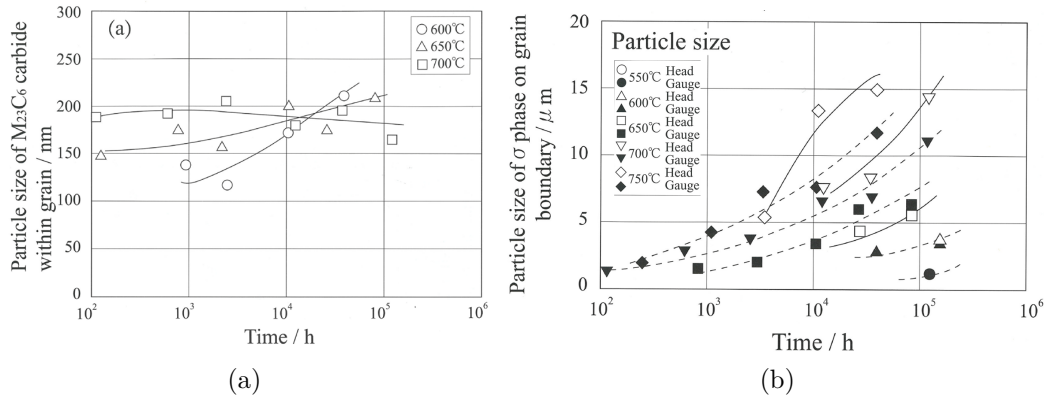 Particle size of M₂₃C₆ carbide
within grain / nm
300
250
200
150
100
50
0
(a)
600℃
650℃
700℃
10²
10³
10⁴
10⁵
10⁶
Time / h
(a)
Particle size of σ phase on grain
boundary / μ m
20
15
10
5
0
Particle size
550℃ Head
Gauge
600℃ Head
Gauge
650℃ Head
Gauge
700℃ Head
Gauge
750℃ Head
Gauge
10²
10³
10⁴
10⁵
10⁶
Time / h
(b)